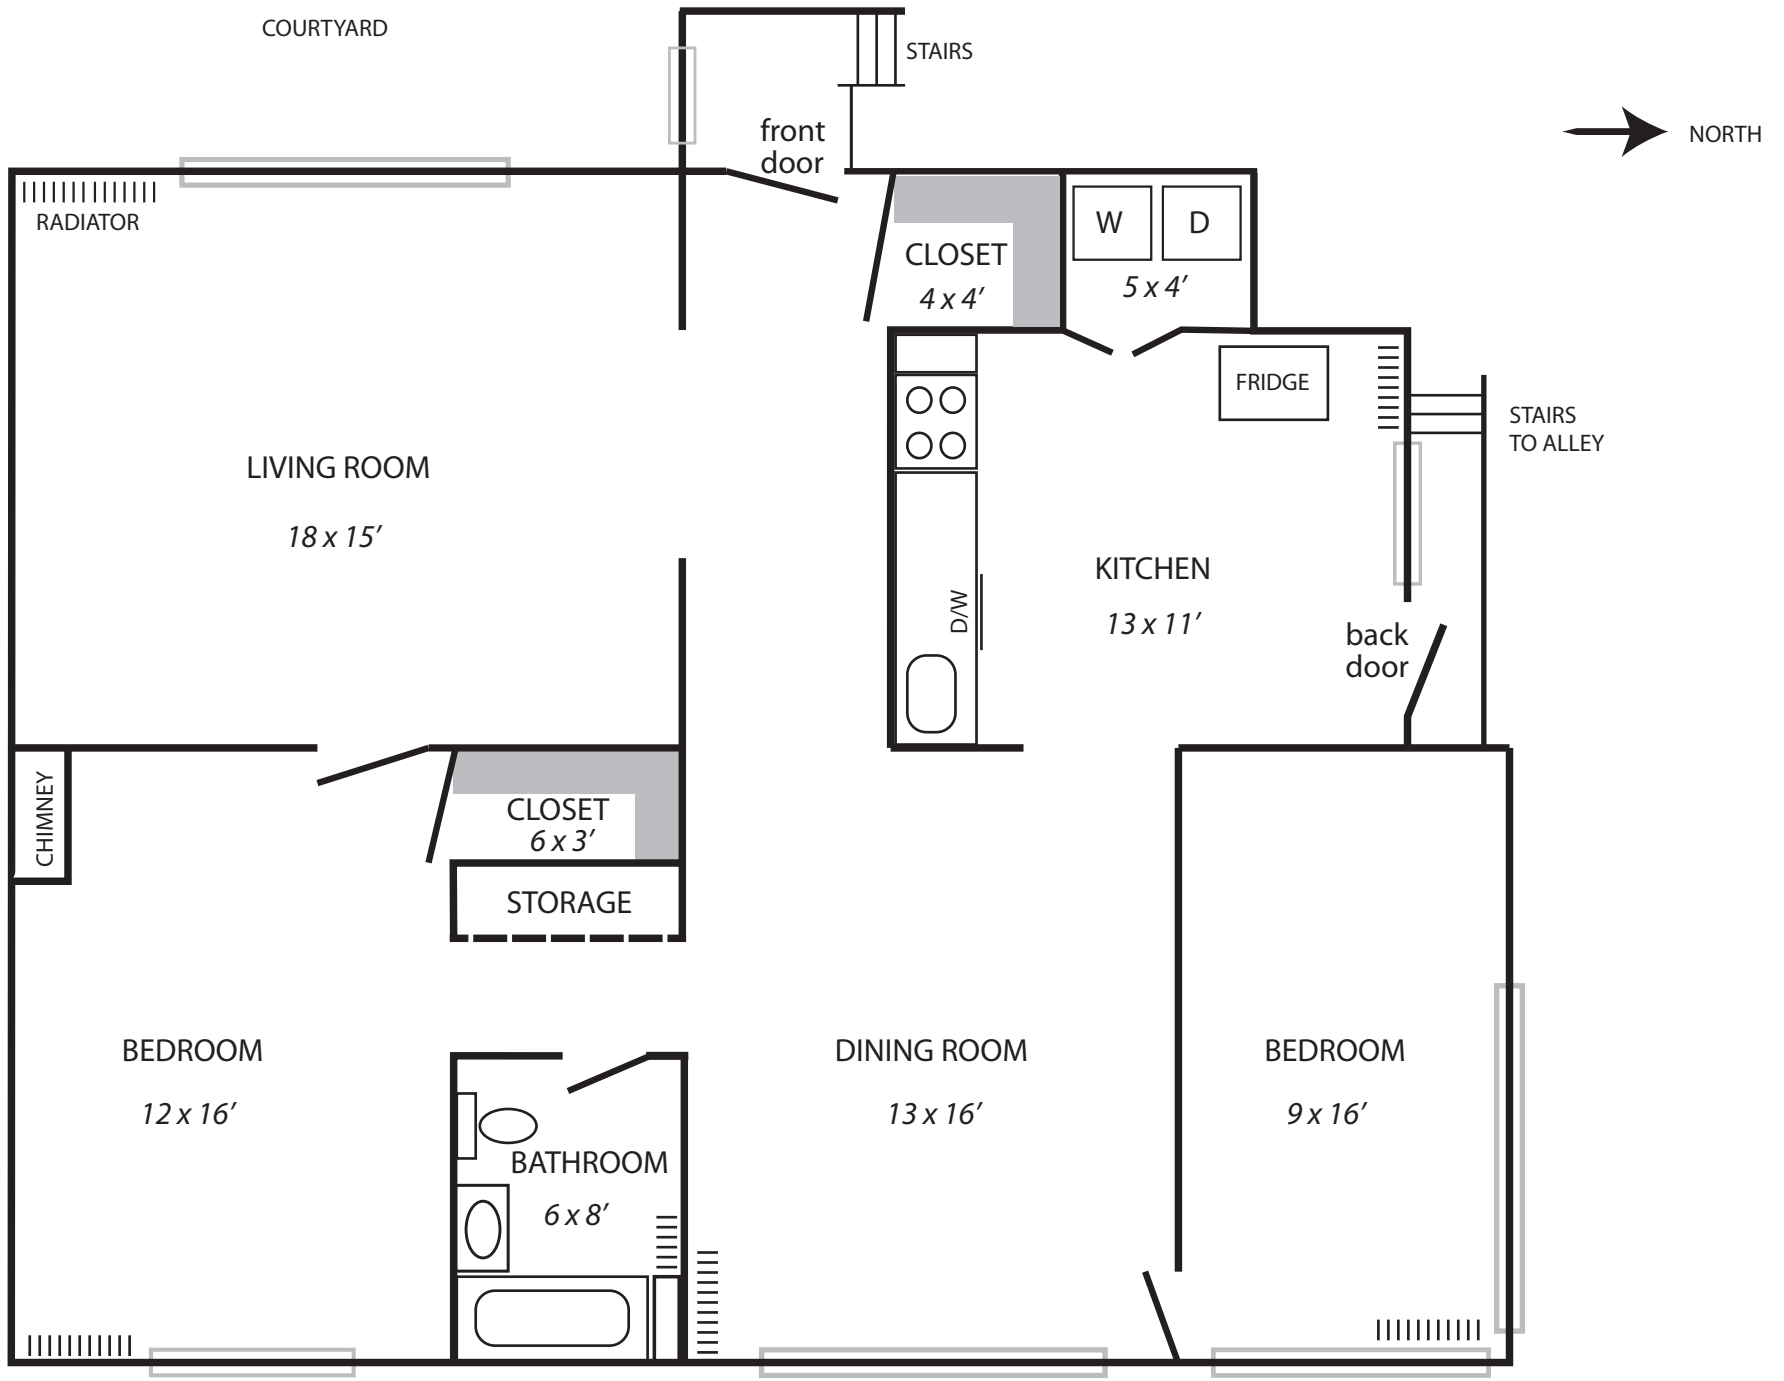 COURTYARD
STAIRS
front
door
NORTH
RADIATOR
W
D
CLOSET
4 x 4’
5 x 4’
FRIDGE
STAIRS
TO ALLEY
LIVING ROOM
18 x 15’
KITCHEN
13 x 11’
D/W
back
door
CHIMNEY
CLOSET
6 x 3’
STORAGE
BEDROOM
12 x 16’
DINING ROOM
13 x 16’
BEDROOM
9 x 16’
BATHROOM
6 x 8’